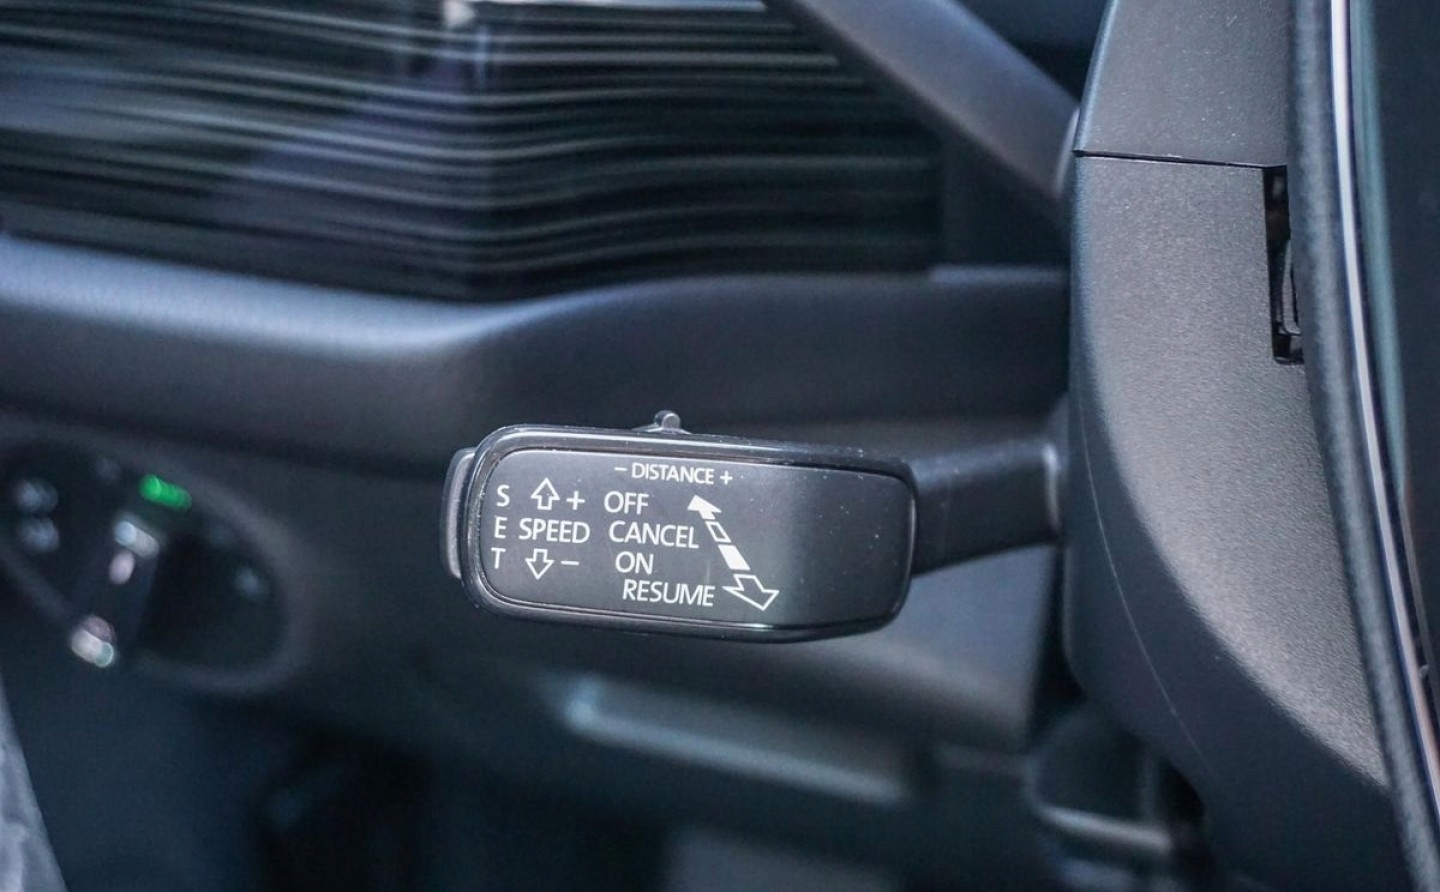 - DISTANCE +
S + OFF
E SPEED CANCEL
T - ON
RESUME